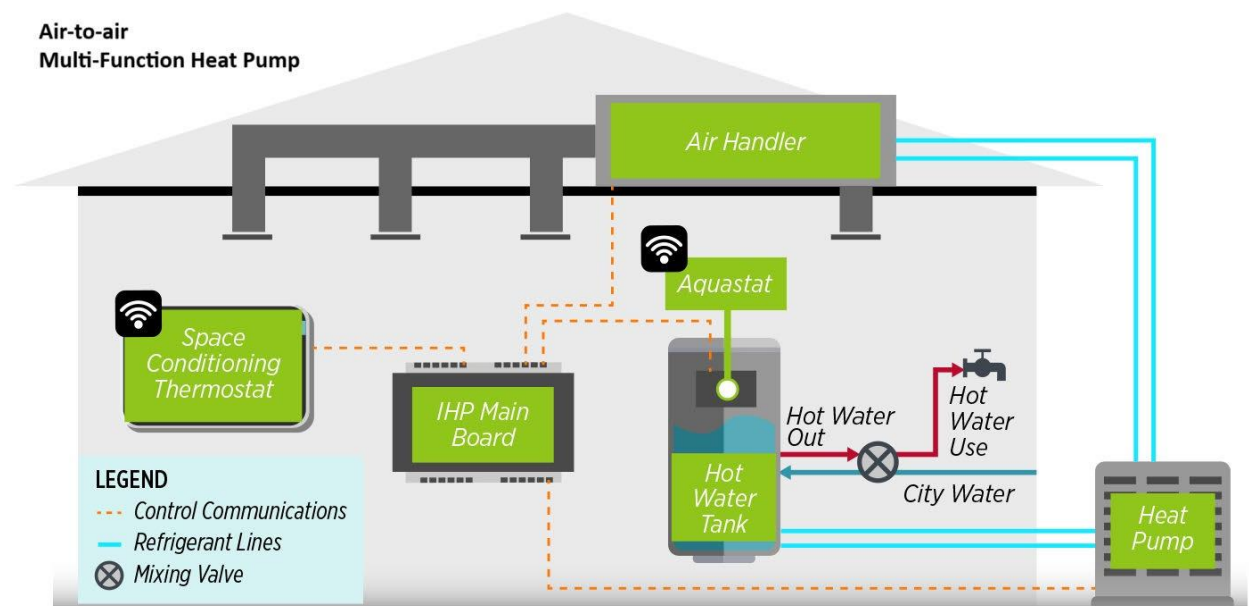 Air-to-air
Multi-Function Heat Pump
Air Handler
Aquastat
Space
Conditioning
Thermostat
IHP Main
Board
Hot Water
Out
Hot
Water
Use
Hot
Water
Tank
City Water
Heat
Pump
LEGEND
Control Communications
Refrigerant Lines
Mixing Valve